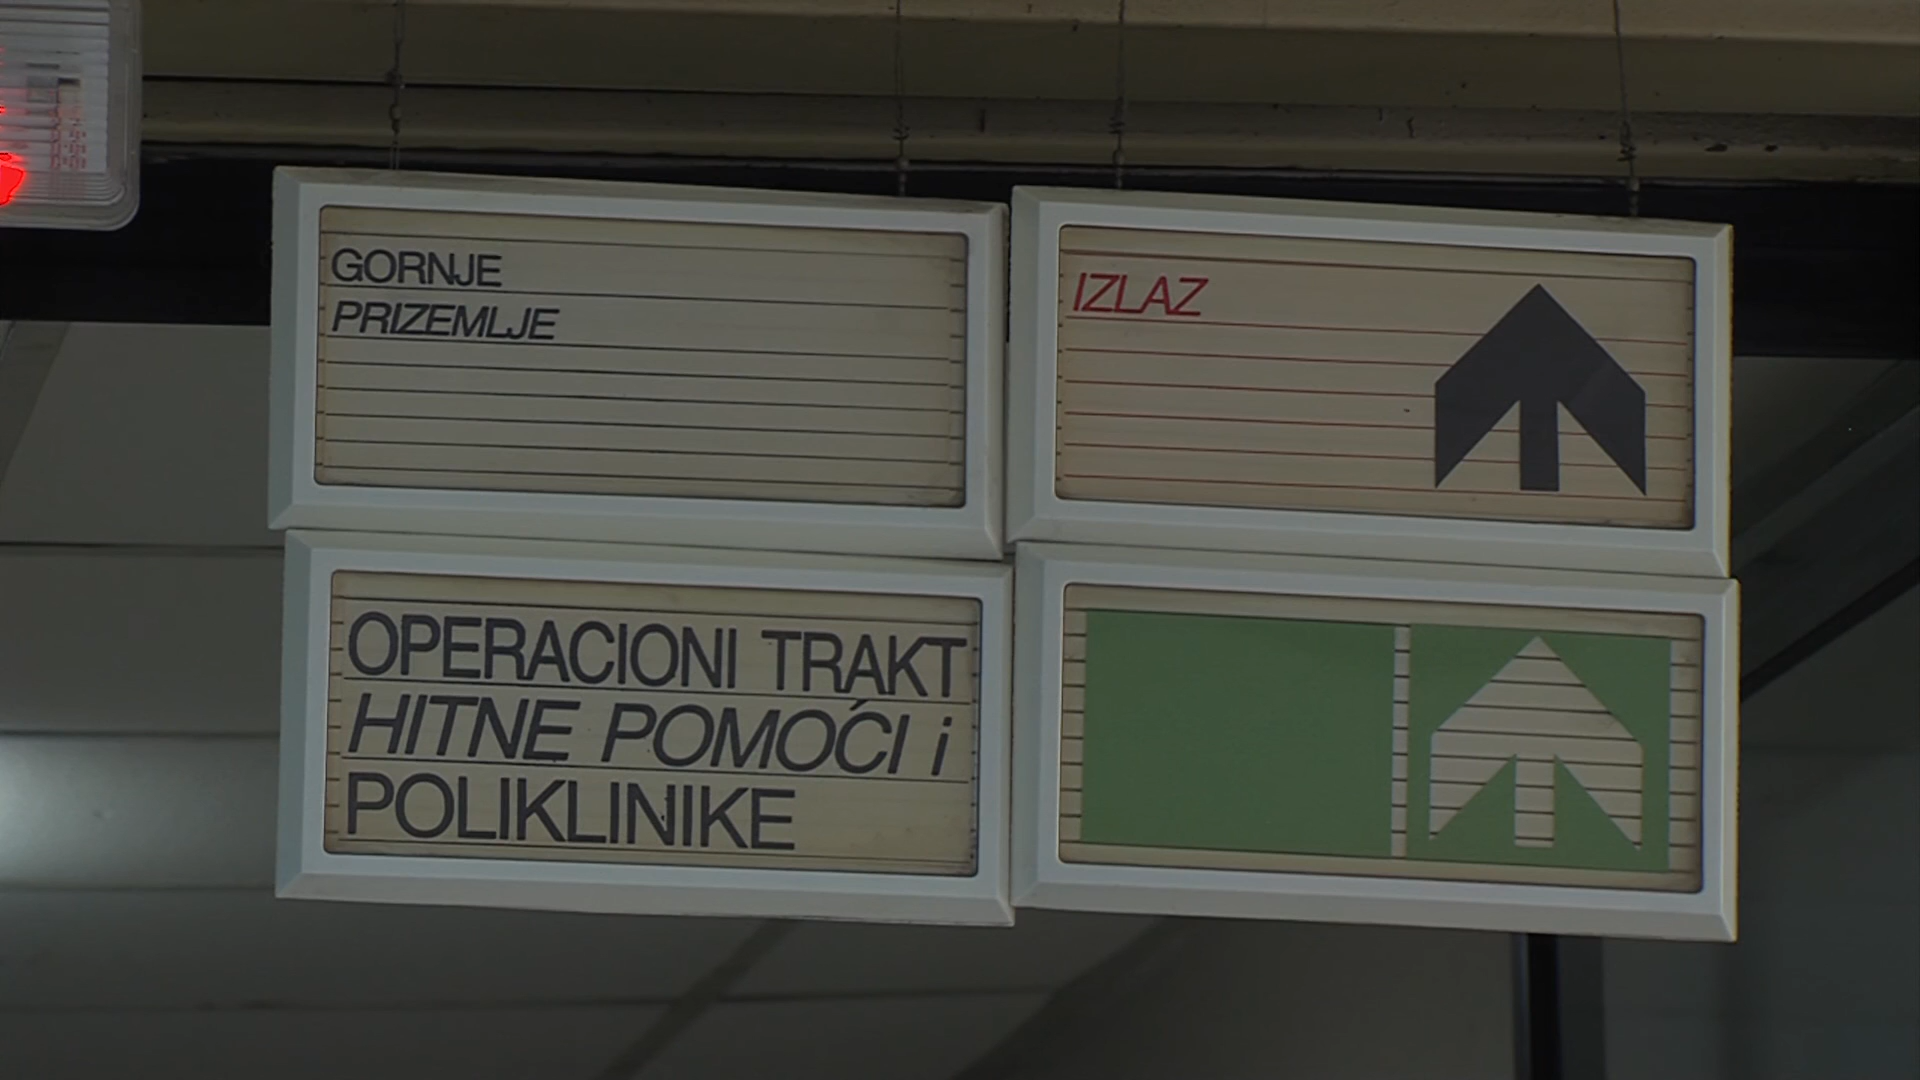 GORNJE
PRIZEMLJE
IZLAZ
OPERACIONI TRAKT
HITNE POMOĆI i
POLIKLINIKE